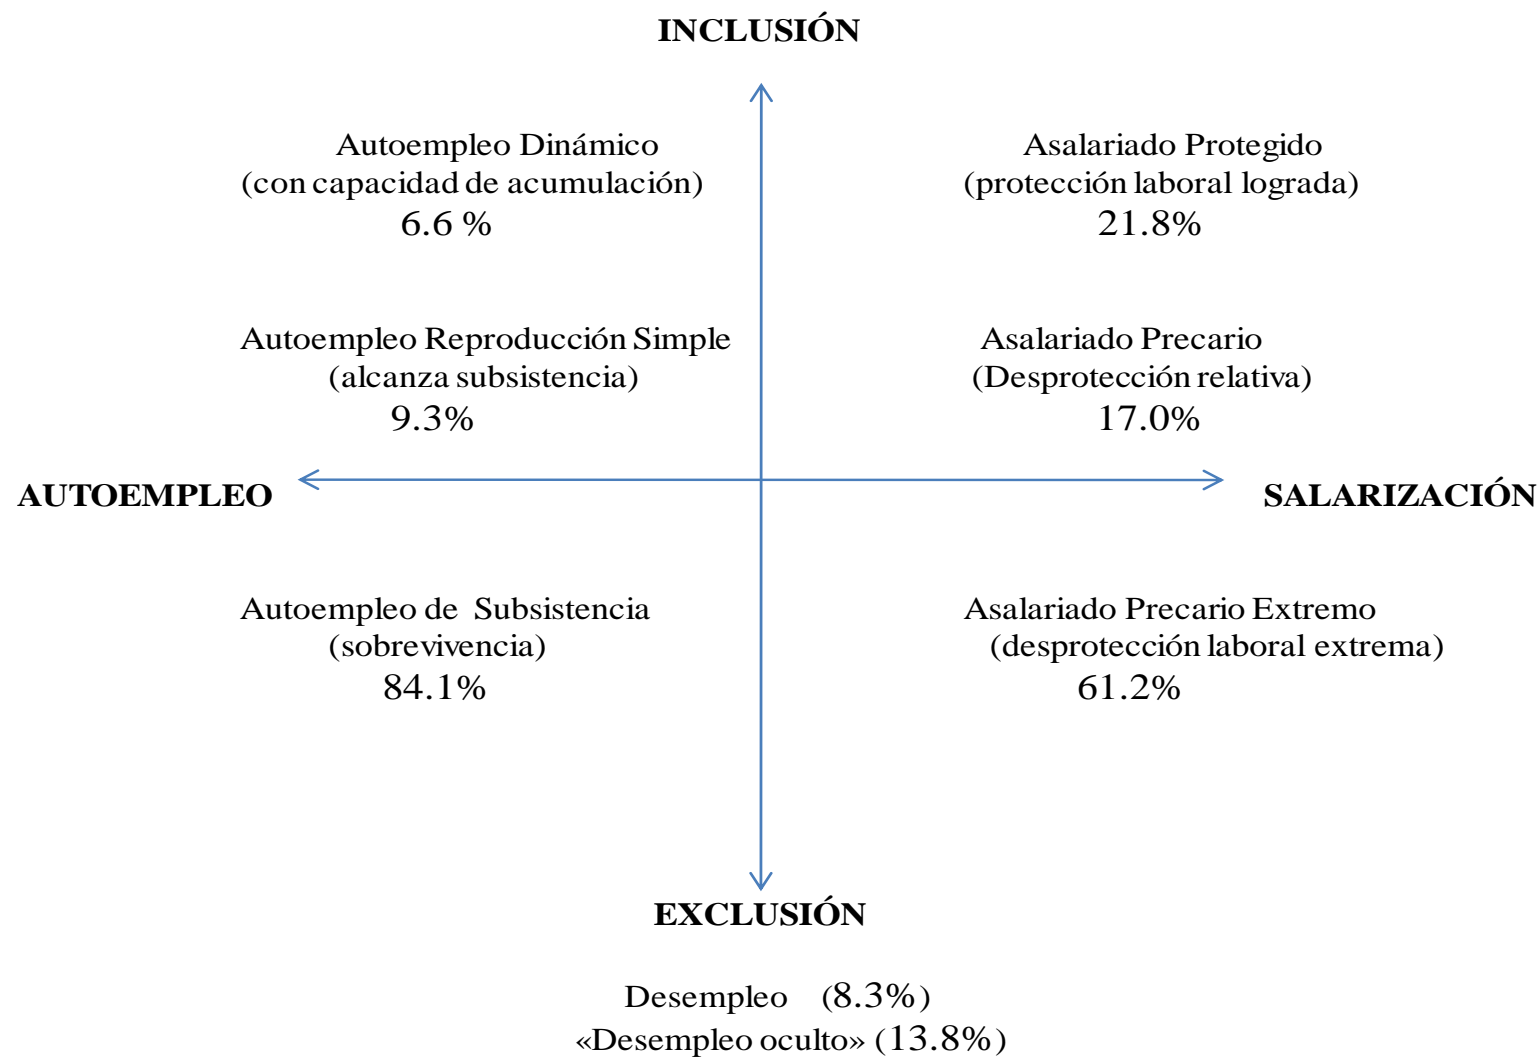 INCLUSIÓN
Autoempleo Dinámico
(con capacidad de acumulación)
6.6 %
Asalariado Protegido
(protección laboral lograda)
21.8%
Autoempleo Reproducción Simple
(alcanza subsistencia)
9.3%
Asalariado Precario
(Desprotección relativa)
17.0%
AUTOEMPLEO
SALARIZACIÓN
Autoempleo de Subsistencia
(sobrevivencia)
84.1%
Asalariado Precario Extremo
(desprotección laboral extrema)
61.2%
EXCLUSIÓN
Desempleo (8.3%)
«Desempleo oculto» (13.8%)